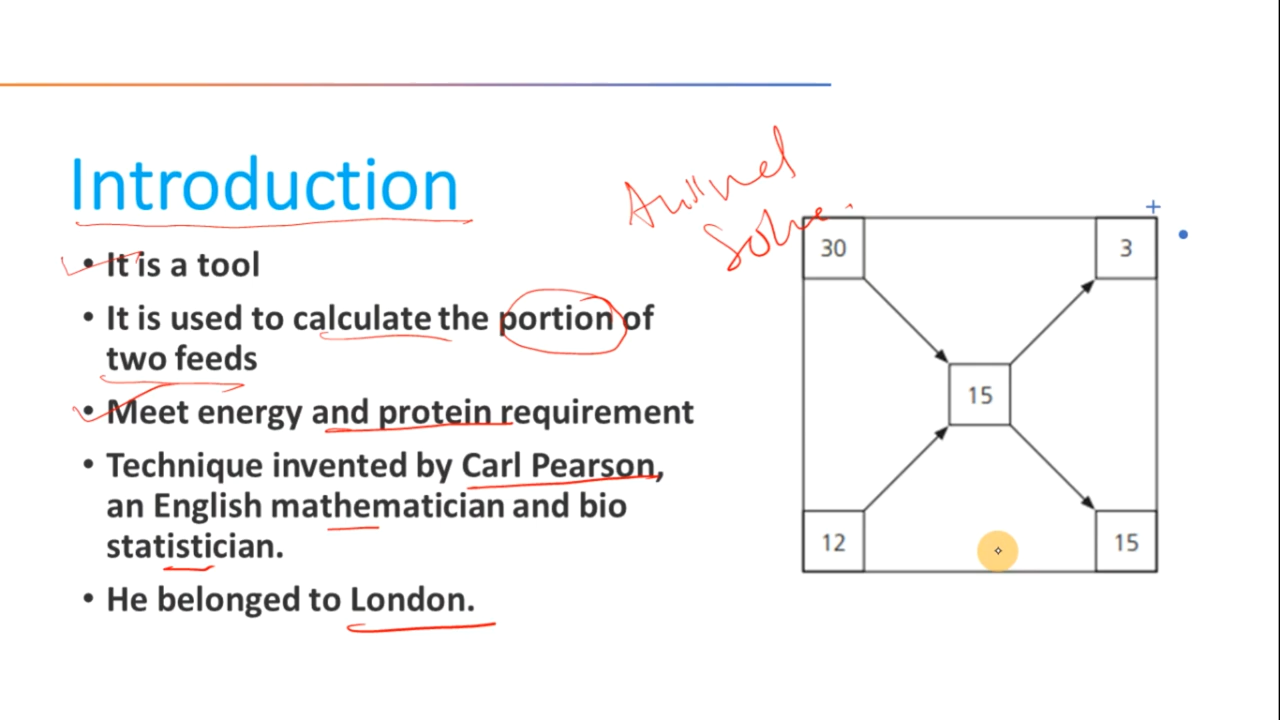 Introduction
• It is a tool
• It is used to calculate the portion of
two feeds
• Meet energy and protein requirement
• Technique invented by Carl Pearson,
an English mathematician and bio
statistician.
• He belonged to London.
30
3
15
12
15